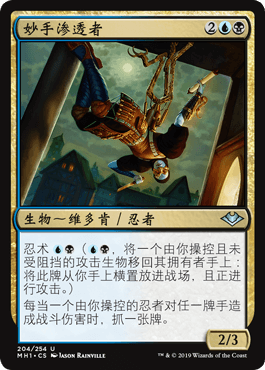 妙手渗透者 2
生物～维多肯／忍者
忍术（，将一个由你操控且未
受阻挡的攻击生物移回其拥有者手上：
将此牌从你手上横置放进战场，且正
进行攻击。）
每当一个由你操控的忍者对任一牌手造
成战斗伤害时，抓一张牌。
2/3
204/254 U
MH1 • CS JASON RAINVILLE
™ & © 2019 Wizards of the Coast